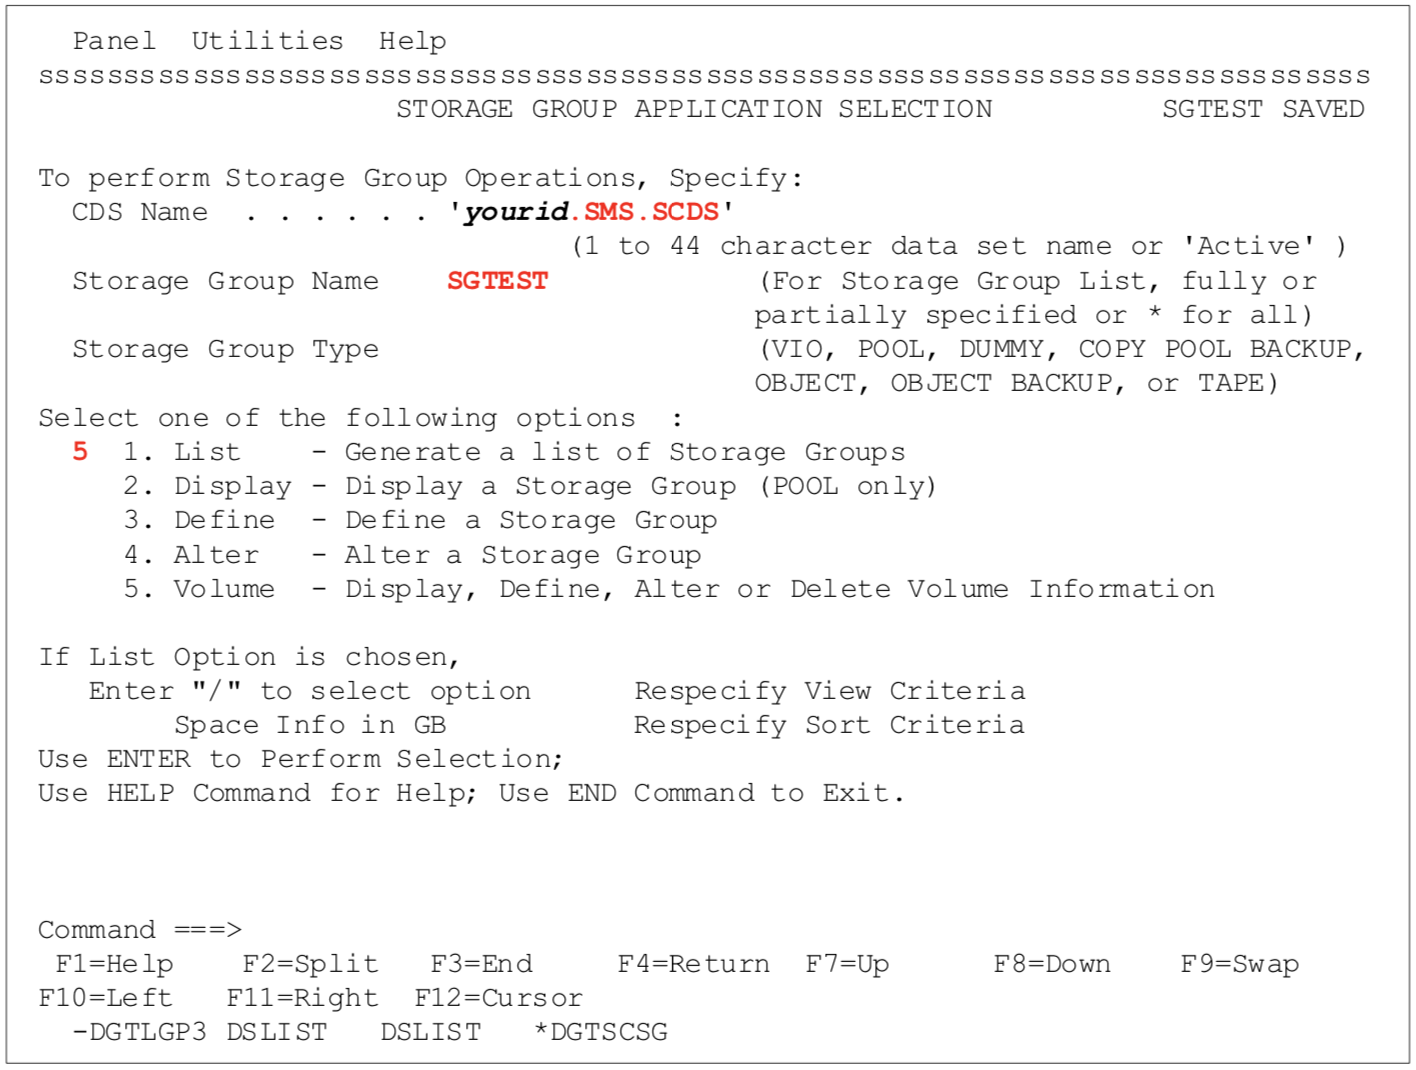 Panel Utilities Help
ssssssssssssssssssssssssssssssssssssssssssssssssssssssssssssssssssssssssssssss
STORAGE GROUP APPLICATION SELECTION SGTEST SAVED
To perform Storage Group Operations, Specify:
CDS Name . . . . . . 'yourid.SMS.SCDS'
(1 to 44 character data set name or 'Active' )
Storage Group Name SGTEST (For Storage Group List, fully or
partially specified or * for all)
Storage Group Type (VIO, POOL, DUMMY, COPY POOL BACKUP,
OBJECT, OBJECT BACKUP, or TAPE)
Select one of the following options :
5 1. List - Generate a list of Storage Groups
2. Display - Display a Storage Group (POOL only)
3. Define - Define a Storage Group
4. Alter - Alter a Storage Group
5. Volume - Display, Define, Alter or Delete Volume Information
If List Option is chosen,
Enter "/" to select option Respecify View Criteria
Space Info in GB Respecify Sort Criteria
Use ENTER to Perform Selection;
Use HELP Command for Help; Use END Command to Exit.
Command ===>
F1=Help F2=Split F3=End F4=Return F7=Up F8=Down F9=Swap
F10=Left F11=Right F12=Cursor
-DGTLGP3 DSLIST DSLIST *DGTSCSG